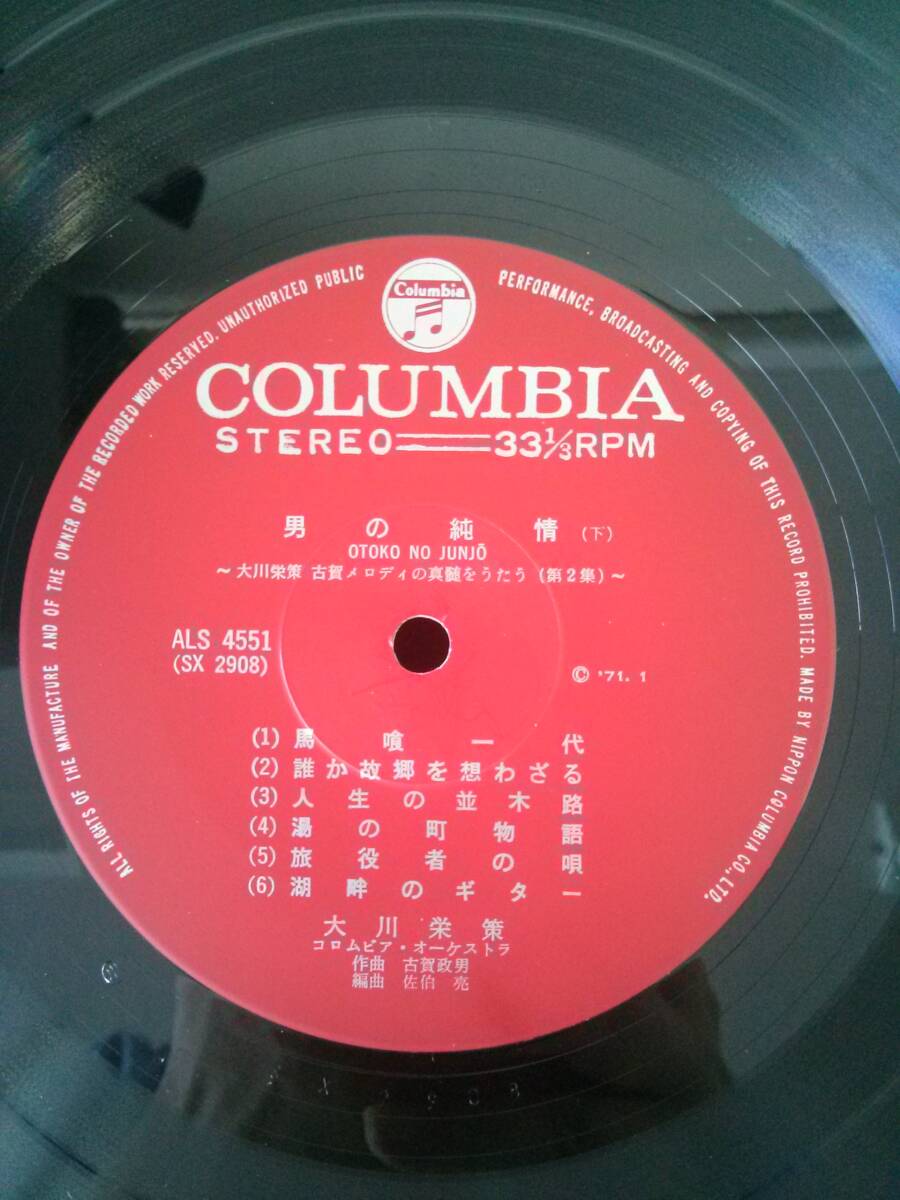 ALL RIGHTS OF THE MANUFACTURE AND OF THE OWNER OF THE RECORDED WORK RESERVED. UNAUTHORIZED PUBLIC PERFORMANCE, BROADCASTING AND COPYING OF THIS RECORD PROHIBITED. MADE BY NIPPON COLUMBIA CO., LTD.
Columbia
COLUMBIA
STEREO 33⅓RPM
男の純情(下)
OTOKO NO JUNJŌ
～大川栄策 古賀メロディの真髄をうたう(第2集)～
ALS 4551
(SX 2908)
© '71. 1
(1) 馬喰一代
(2) 誰か故郷を想わざる
(3) 人生の並木路
(4) 湯の町物語
(5) 旅役者の唄
(6) 湖畔のギター
大川栄策
コロムビア・オーケストラ
作曲 古賀政男
編曲 佐伯亮